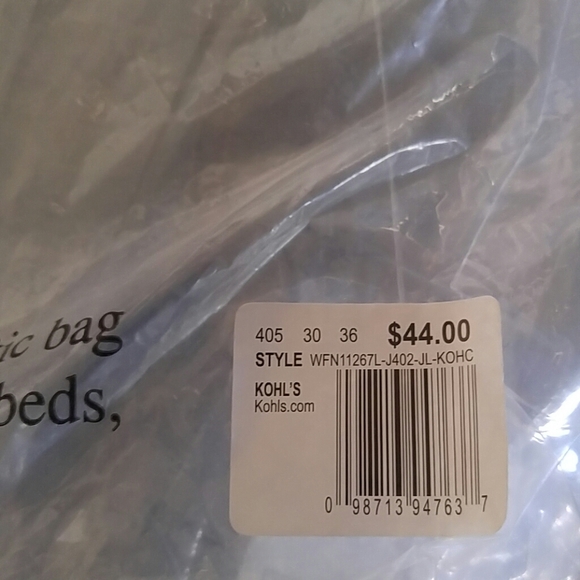 ic bag
beds,
405 30 36 $44.00
STYLE WFN11267L-J402-JL-KOHC
KOHL'S
Kohls.com
0 98713 94763 7